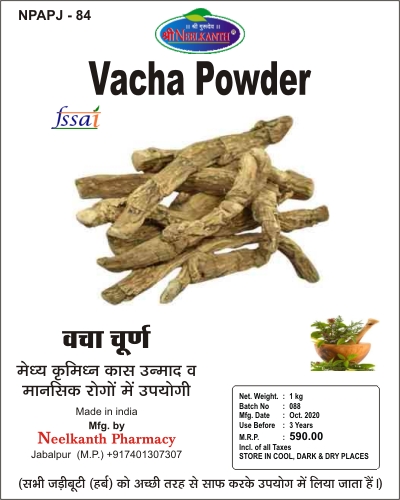 NPAPJ - 84
।। श्री गुरूदेव ।।
श्री NEELKANTH ®
Vacha Powder
fssai
वचा चूर्ण
मेध्य कृमिध्न कास उन्माद व
मानसिक रोगों में उपयोगी
Made in india
Mfg. by
Neelkanth Pharmacy
Jabalpur (M.P.) +917401307307
Net. Weight. : 1 kg
Batch No : 088
Mfg. Date : Oct. 2020
Use Before : 3 Years
M.R.P. : 590.00
Incl. of all Taxes
STORE IN COOL, DARK & DRY PLACES
(सभी जड़ीबूटी (हर्ब) को अच्छी तरह से साफ करके उपयोग में लिया जाता हैं।)